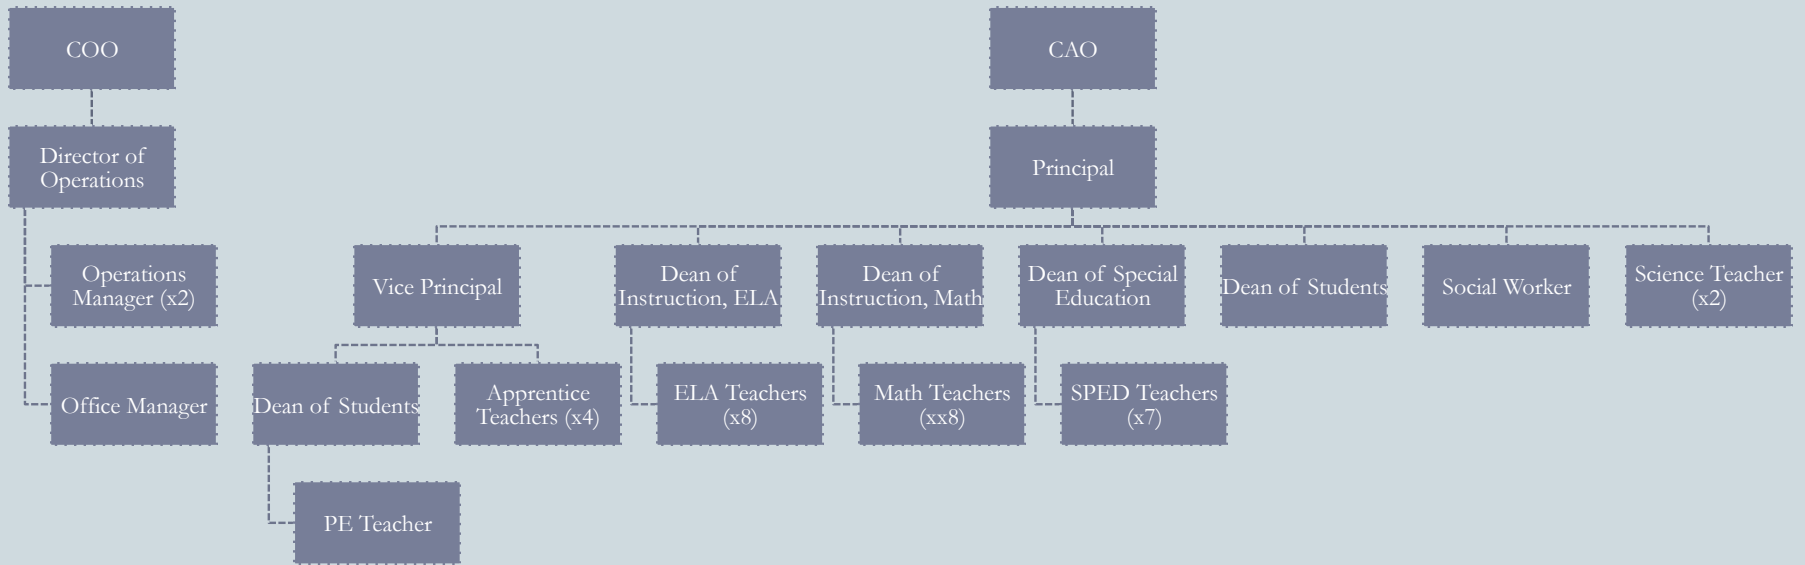 COO
CAO
Director of
Operations
Principal
Operations
Manager (x2)
Vice Principal
Dean of
Instruction, ELA
Dean of
Instruction, Math
Dean of Special
Education
Dean of Students
Social Worker
Science Teacher
(x2)
Office Manager
Dean of Students
Apprentice
Teachers (x4)
ELA Teachers
(x8)
Math Teachers
(xx8)
SPED Teachers
(x7)
PE Teacher